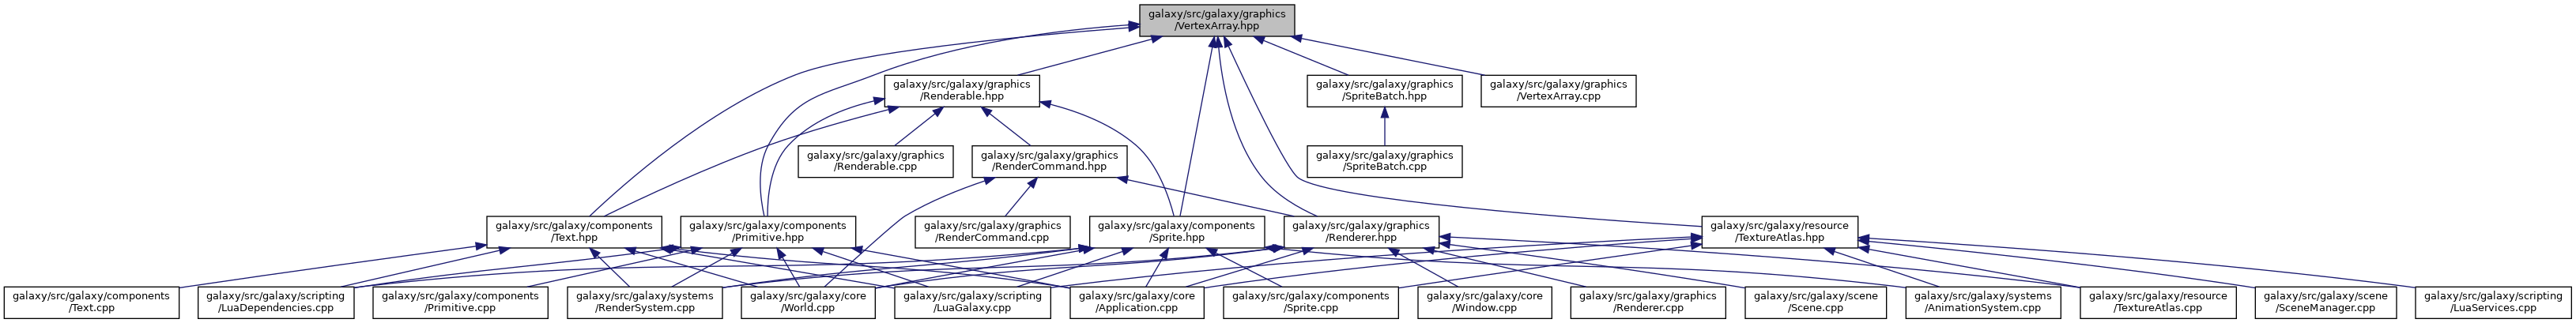 galaxy/src/galaxy/graphics
/VertexArray.hpp
galaxy/src/galaxy/graphics
/Renderable.hpp
galaxy/src/galaxy/graphics
/SpriteBatch.hpp
galaxy/src/galaxy/graphics
/VertexArray.cpp
galaxy/src/galaxy/graphics
/Renderable.cpp
galaxy/src/galaxy/graphics
/RenderCommand.hpp
galaxy/src/galaxy/graphics
/SpriteBatch.cpp
galaxy/src/galaxy/components
/Text.hpp
galaxy/src/galaxy/components
/Primitive.hpp
galaxy/src/galaxy/graphics
/RenderCommand.cpp
galaxy/src/galaxy/components
/Sprite.hpp
galaxy/src/galaxy/graphics
/Renderer.hpp
galaxy/src/galaxy/resource
/TextureAtlas.hpp
galaxy/src/galaxy/components
/Text.cpp
galaxy/src/galaxy/scripting
/LuaDependencies.cpp
galaxy/src/galaxy/components
/Primitive.cpp
galaxy/src/galaxy/systems
/RenderSystem.cpp
galaxy/src/galaxy/core
/World.cpp
galaxy/src/galaxy/scripting
/LuaGalaxy.cpp
galaxy/src/galaxy/core
/Application.cpp
galaxy/src/galaxy/components
/Sprite.cpp
galaxy/src/galaxy/core
/Window.cpp
galaxy/src/galaxy/graphics
/Renderer.cpp
galaxy/src/galaxy/scene
/Scene.cpp
galaxy/src/galaxy/systems
/AnimationSystem.cpp
galaxy/src/galaxy/resource
/TextureAtlas.cpp
galaxy/src/galaxy/scene
/SceneManager.cpp
galaxy/src/galaxy/scripting
/LuaServices.cpp